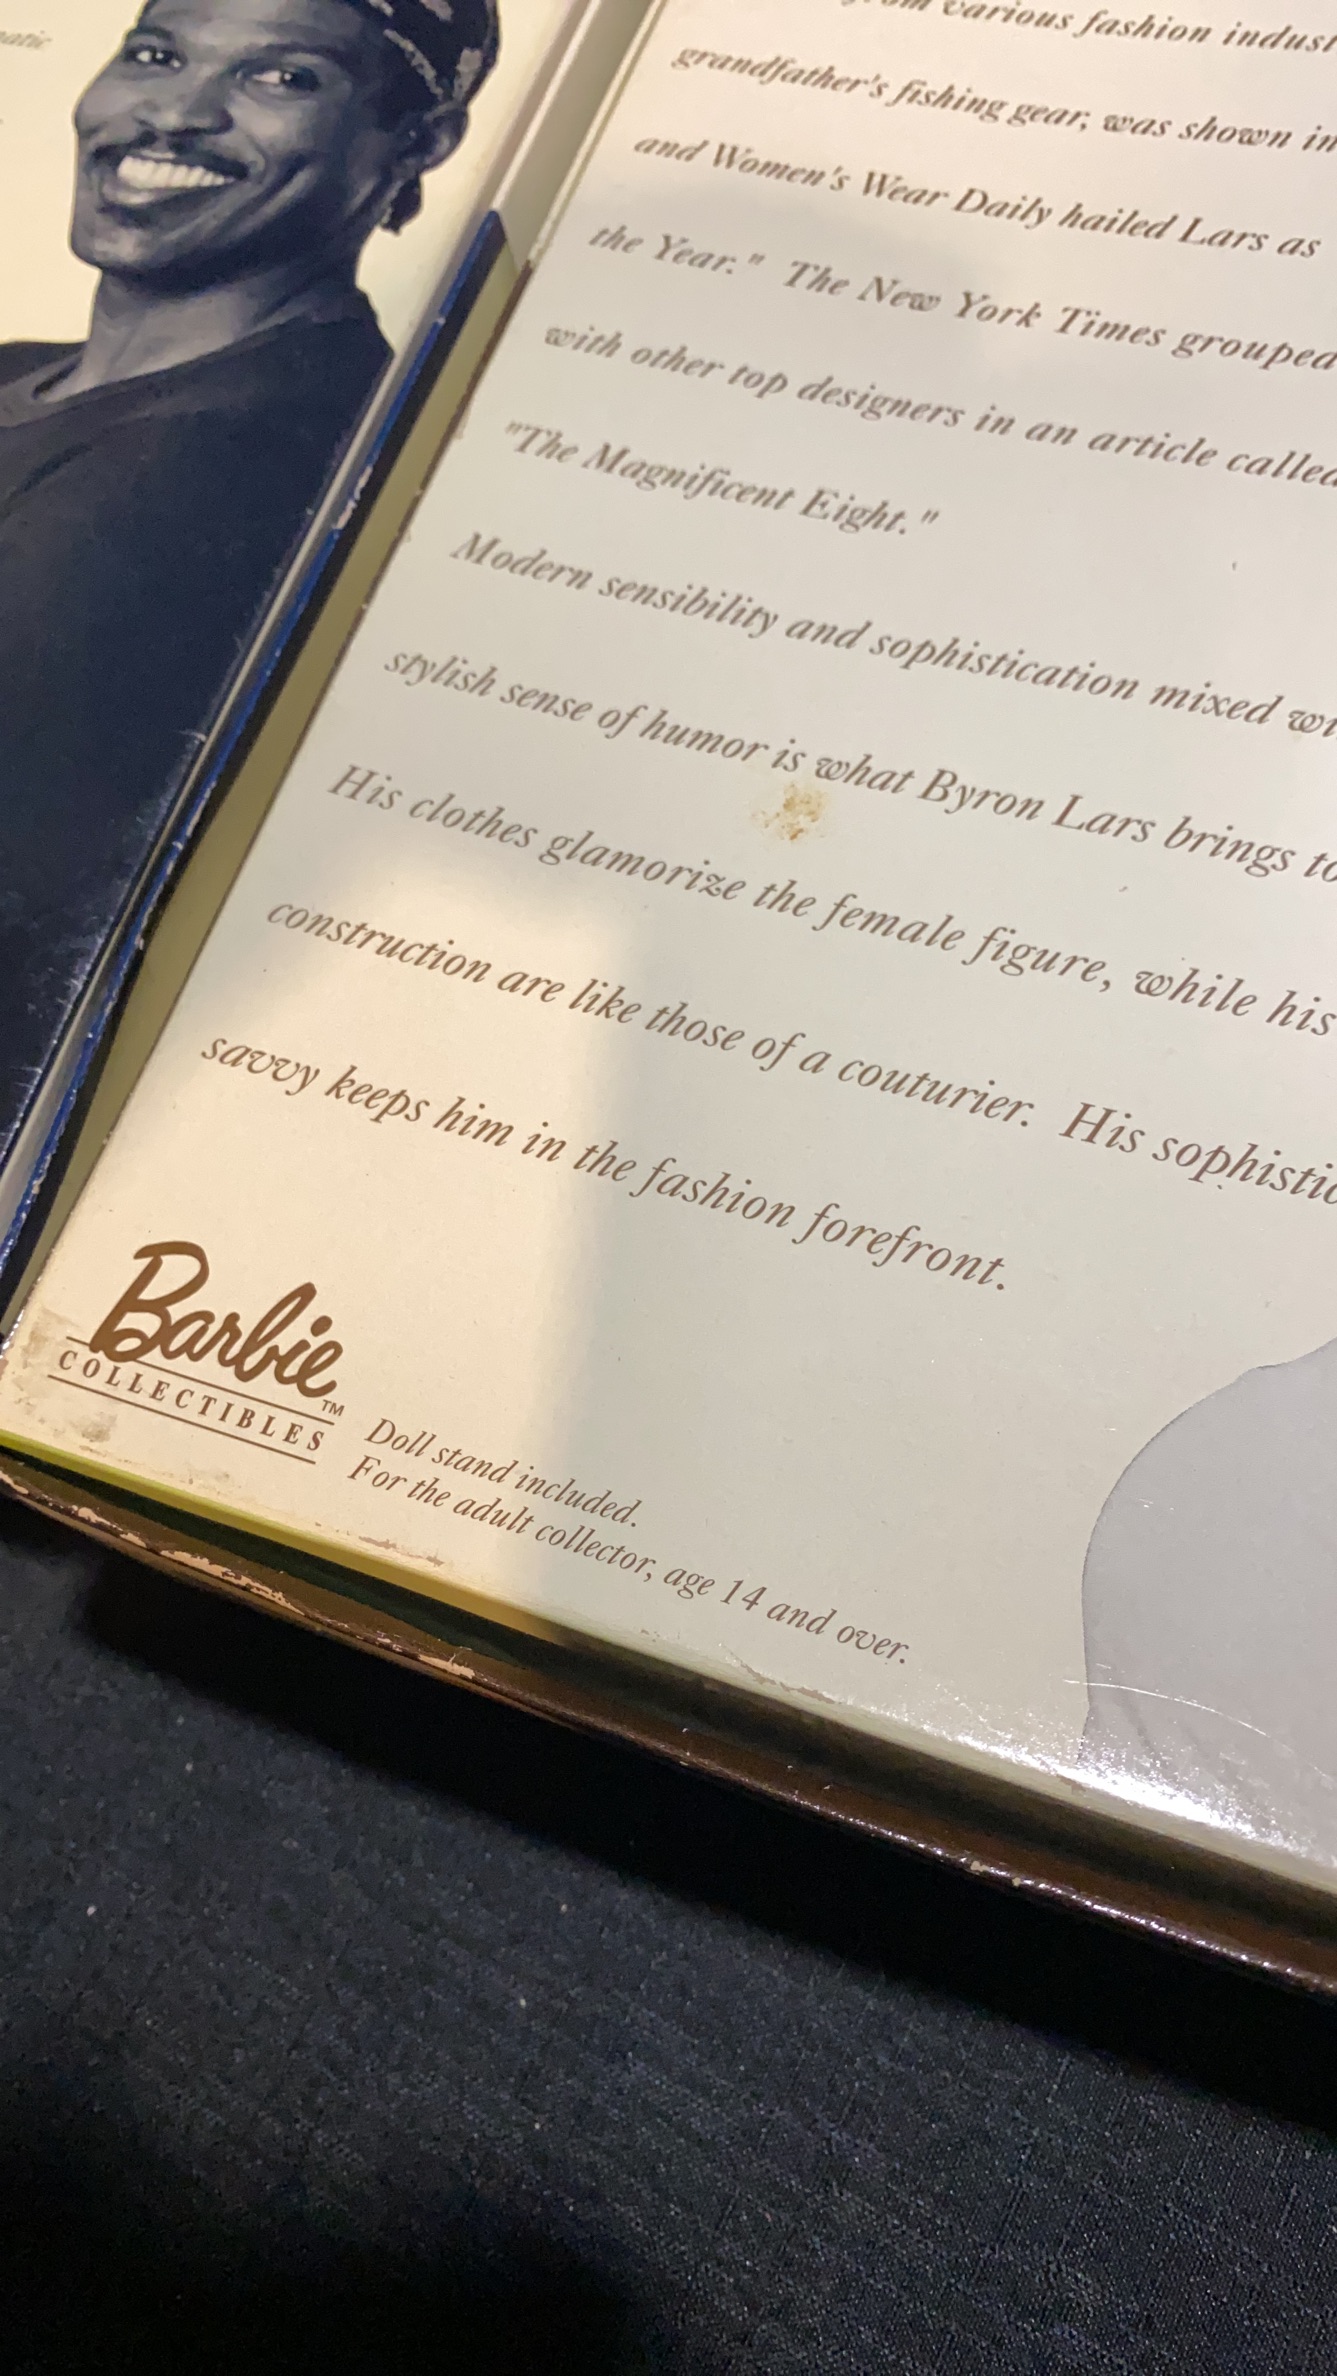 various fashion indust
grandfather's fishing gear, was shown in
and Women's Wear Daily hailed Lars as
the Year." The New York Times grouped
with other top designers in an article called
"The Magnificent Eight."
Modern sensibility and sophistication mixed wi
stylish sense of humor is what Byron Lars brings to
His clothes glamorize the female figure, while his
construction are like those of a couturier. His sophistic
savvy keeps him in the fashion forefront.
Barbie™
COLLECTIBLES
Doll stand included.
For the adult collector, age 14 and over.